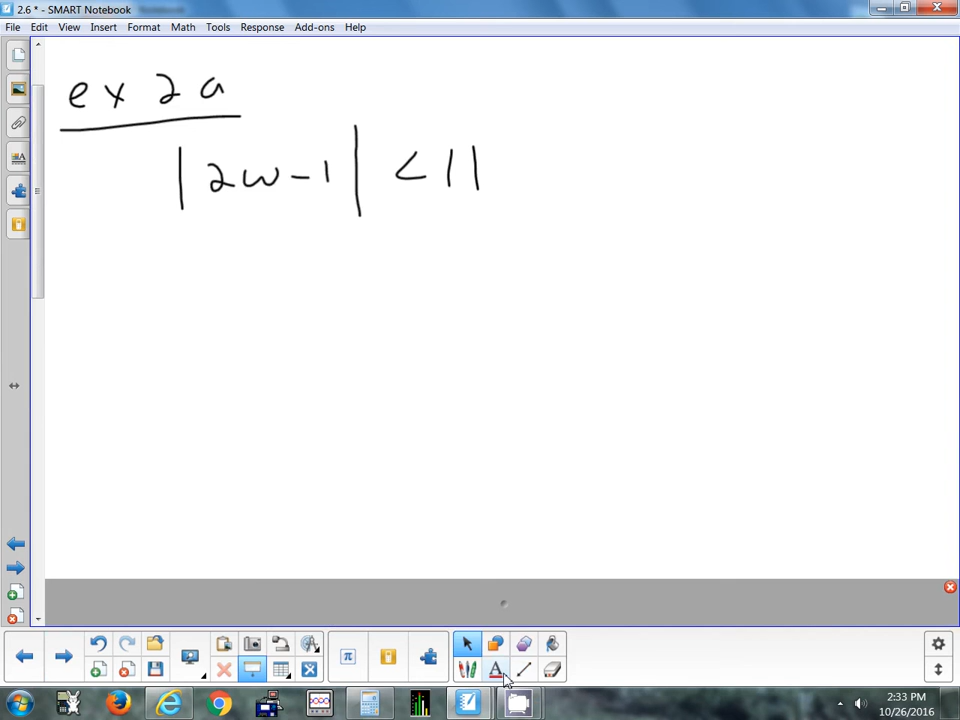 2.6 * - SMART Notebook
File Edit View Insert Format Math Tools Response Add-ons Help
ex 2a
|2w-1| < 11
2:33 PM
10/26/2016